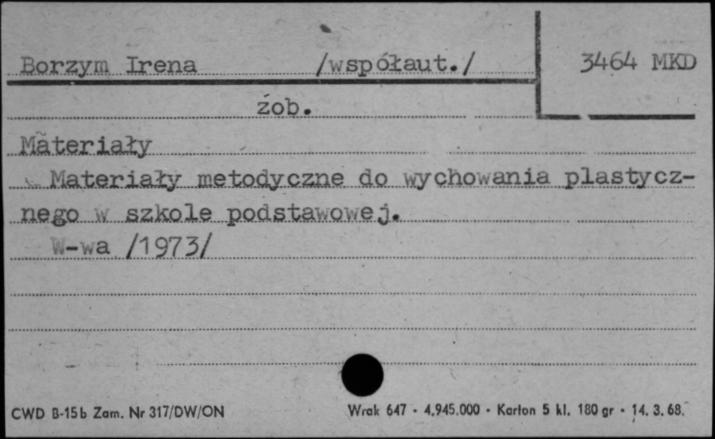 Borzym Irena /współaut./ 3464 MKD
zob.
Materiały
Materiały metodyczne do wychowania plastycz-
nego w szkole podstawowej.
W-wa /1973/
CWD B-15b Zam. Nr 317/DW/ON Wrak 647 · 4.945.000 · Karton 5 kl. 180 gr · 14. 3. 68.